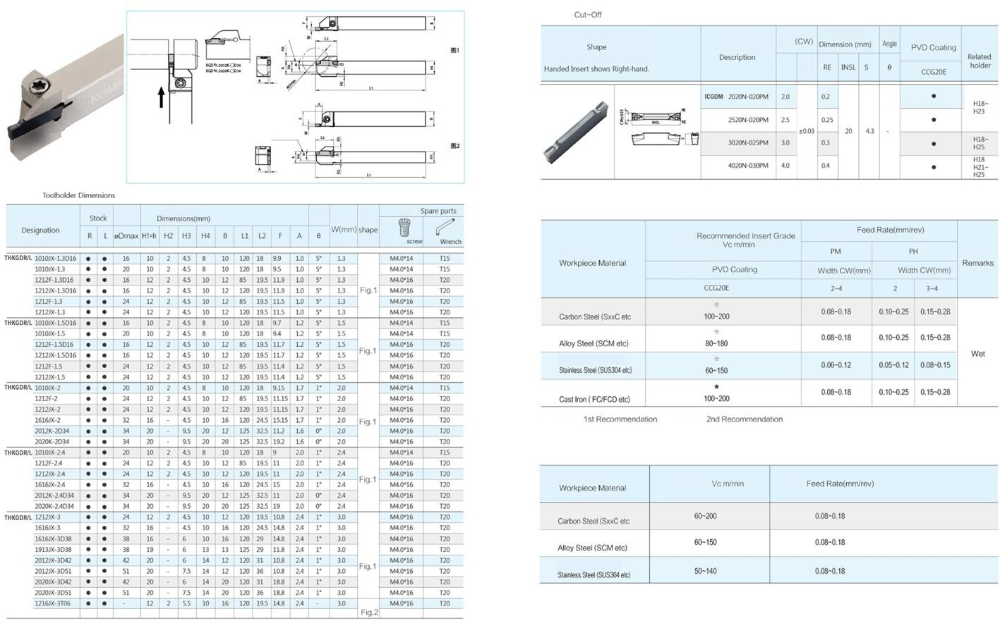 KGMF
KGD ᴿ/L 2012K-◯D34
KGD ᴿ/L 2020K-◯D34
图1
图2
Toolholder Dimensions
Designation Stock Dimensions(mm) W(mm) shape Spare parts
R L øDmax H1=h H2 H3 H4 B L1 L2 F A θ screw Wrench
THKGDR/L 1010JX-1.3D16 ● ● 16 10 2 4.5 8 10 120 18 9.9 1.0 5° 1.3 M4.0*14 T15
1010JX-1.3 ● ● 20 10 2 4.5 8 10 120 18 9.5 1.0 5° 1.3 M4.0*14 T15
1212F-1.3D16 ● ● 16 12 2 4.5 10 12 85 19.5 11.9 1.0 5° 1.3 M4.0*16 T20
1212JX-1.3D16 ● ● 16 12 2 4.5 10 12 120 19.5 11.9 1.0 5° 1.3 Fig.1 M4.0*16 T20
1212F-1.3 ● ● 24 12 2 4.5 10 12 85 19.5 11.5 1.0 5° 1.3 M4.0*16 T20
1212JX-1.3 ● ● 24 12 2 4.5 10 12 120 19.5 11.5 1.0 5° 1.3 M4.0*16 T20
THKGDR/L 1010JX-1.5D16 ● ● 16 10 2 4.5 8 10 120 18 9.7 1.2 5° 1.5 M4.0*14 T15
1010JX-1.5 ● ● 20 10 2 4.5 8 10 120 18 9.4 1.2 5° 1.5 M4.0*14 T15
1212F-1.5D16 ● ● 16 12 2 4.5 10 12 85 19.5 11.7 1.2 5° 1.5 M4.0*16 T20
1212JX-1.5D16 ● ● 16 12 2 4.5 10 12 120 19.5 11.7 1.2 5° 1.5 Fig.1 M4.0*16 T20
1212F-1.5 ● ● 24 12 2 4.5 10 12 85 19.5 11.4 1.2 5° 1.5 M4.0*16 T20
1212JX-1.5 ● ● 24 12 2 4.5 10 12 120 19.5 11.4 1.2 5° 1.5 M4.0*16 T20
THKGDR/L 1010JX-2 ● ● 20 10 2 4.5 8 10 120 18 9.15 1.7 1° 2.0 M4.0*14 T15
1212F-2 ● ● 24 12 2 4.5 10 12 85 19.5 11.15 1.7 1° 2.0 M4.0*16 T20
1212JX-2 ● ● 24 12 2 4.5 10 12 120 19.5 11.15 1.7 1° 2.0 M4.0*16 T20
1616JX-2 ● ● 32 16 - 4.5 10 16 120 24.5 15.15 1.7 1° 2.0 Fig.1 M4.0*16 T20
2012K-2D34 ● ● 34 20 - 9.5 20 12 125 32.5 11.2 1.6 0° 2.0 M4.0*16 T20
2020K-2D34 ● ● 34 20 - 9.5 20 20 125 32.5 19.2 1.6 0° 2.0 M4.0*16 T20
THKGDR/L 1010JX-2.4 ● ● 20 10 2 4.5 8 10 120 18 9 2.0 1° 2.4 M4.0*14 T15
1212F-2.4 ● ● 24 12 2 4.5 10 12 85 19.5 11 2.0 1° 2.4 M4.0*16 T20
1212JX-2.4 ● ● 24 12 2 4.5 10 12 120 19.5 11 2.0 1° 2.4 Fig.1 M4.0*16 T20
1616JX-2.4 ● ● 32 16 - 4.5 10 16 120 24.5 15 2.0 1° 2.4 M4.0*16 T20
2012K-2.4D34 ● ● 34 20 - 9.5 20 12 125 32.5 11 2.0 0° 2.4 M4.0*16 T20
2020K-2.4D34 ● ● 34 20 - 9.5 20 20 125 32.5 19 2.0 0° 2.4 M4.0*16 T20
THKGDR/L 1212JX-3 ● ● 24 12 2 4.5 10 12 120 19.5 10.8 2.4 1° 3.0 M4.0*16 T20
1616JX-3 ● ● 32 16 - 4.5 10 16 120 24.5 14.8 2.4 1° 3.0 M4.0*16 T20
1616JX-3D38 ● ● 38 16 - 6 10 16 120 29 14.8 2.4 1° 3.0 M4.0*16 T20
1913JX-3D38 ● ● 38 19 - 6 13 13 125 29 11.8 2.4 1° 3.0 M4.0*16 T20
2012JX-3D42 ● ● 42 20 - 6 14 12 120 31 10.8 2.4 1° 3.0 Fig.1 M4.0*16 T20
2012JX-3D51 ● ● 51 20 - 7.5 14 12 120 36 10.8 2.4 1° 3.0 M4.0*16 T20
2020JX-3D42 ● ● 42 20 - 6 14 20 120 31 18.8 2.4 1° 3.0 M4.0*16 T20
2020JX-3D51 ● ● 51 20 - 7.5 14 20 120 36 18.8 2.4 1° 3.0 M4.0*16 T20
1216JX-3T06 ● ● - 12 2 5.5 10 16 120 19.5 14.8 2.4 - 3.0 M4.0*16 T20
Fig.2
Cut-Off
Shape Description (CW) Dimension (mm) Angle PVD Coating Related holder
Handed Insert shows Right-hand. RE INSL S θ CCG20E
ICGDM 2020N-020PM 2.0 0.2 ● H18~ H23
2520N-020PM 2.5 0.25 ●
±0.03 20 4.3 -
3020N-025PM 3.0 0.3 ● H18~ H25
4020N-030PM 4.0 0.4 ● H18 H21~ H25
CW±0.03 RE INSL RE S
Workpiece Material Recommended Insert Grade Vc m/min Feed Rate(mm/rev) Remarks
PM PH
PVD Coating Width CW(mm) Width CW(mm)
CCG20E 2~4 2 3~4
Carbon Steel (SxxC etc ☆ 100~200 0.08~0.18 0.10~0.25 0.15~0.28
Alloy Steel (SCM etc) ☆ 80~180 0.08~0.18 0.10~0.25 0.15~0.28
Wet
Stainless Steel (SUS304 etc) ☆ 60~150 0.06~0.12 0.05~0.12 0.08~0.15
Cast Iron ( FC/FCD etc) ★ 100~200 0.08~0.18 0.10~0.25 0.15~0.28
1st Recommendation 2nd Recommendation
Workpiece Material Vc m/min Feed Rate(mm/rev)
Carbon Steel (SxxC etc 60~200 0.08~0.18
Alloy Steel (SCM etc) 60~150 0.08~0.18
Stainless Steel (SUS304 etc) 50~140 0.08~0.18